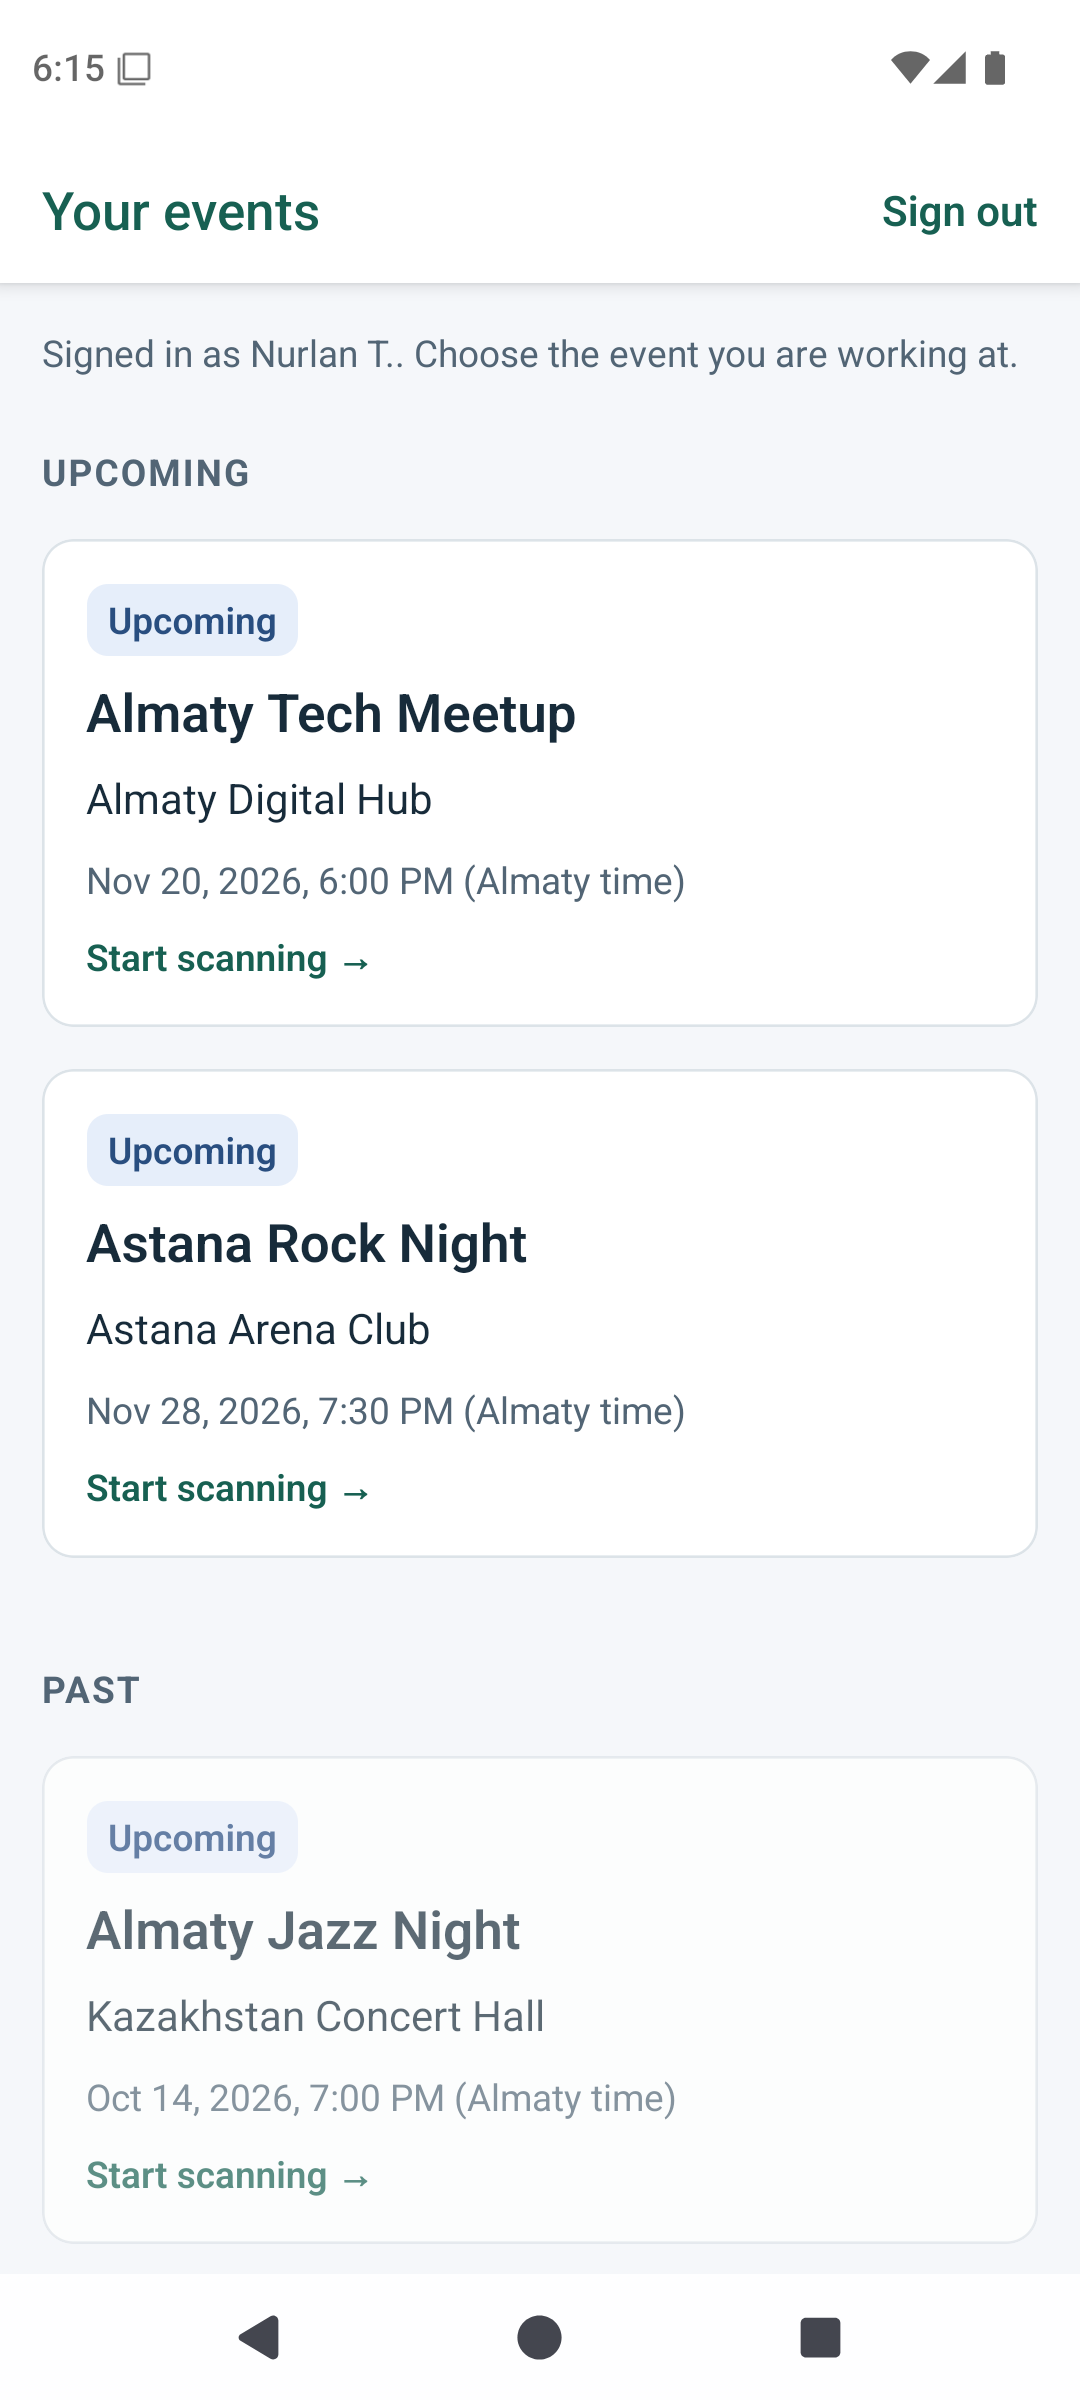 6:15
Your events
Sign out
Signed in as Nurlan T.. Choose the event you are working at.
UPCOMING
Upcoming
Almaty Tech Meetup
Almaty Digital Hub
Nov 20, 2026, 6:00 PM (Almaty time)
Start scanning →
Upcoming
Astana Rock Night
Astana Arena Club
Nov 28, 2026, 7:30 PM (Almaty time)
Start scanning →
PAST
Upcoming
Almaty Jazz Night
Kazakhstan Concert Hall
Oct 14, 2026, 7:00 PM (Almaty time)
Start scanning →